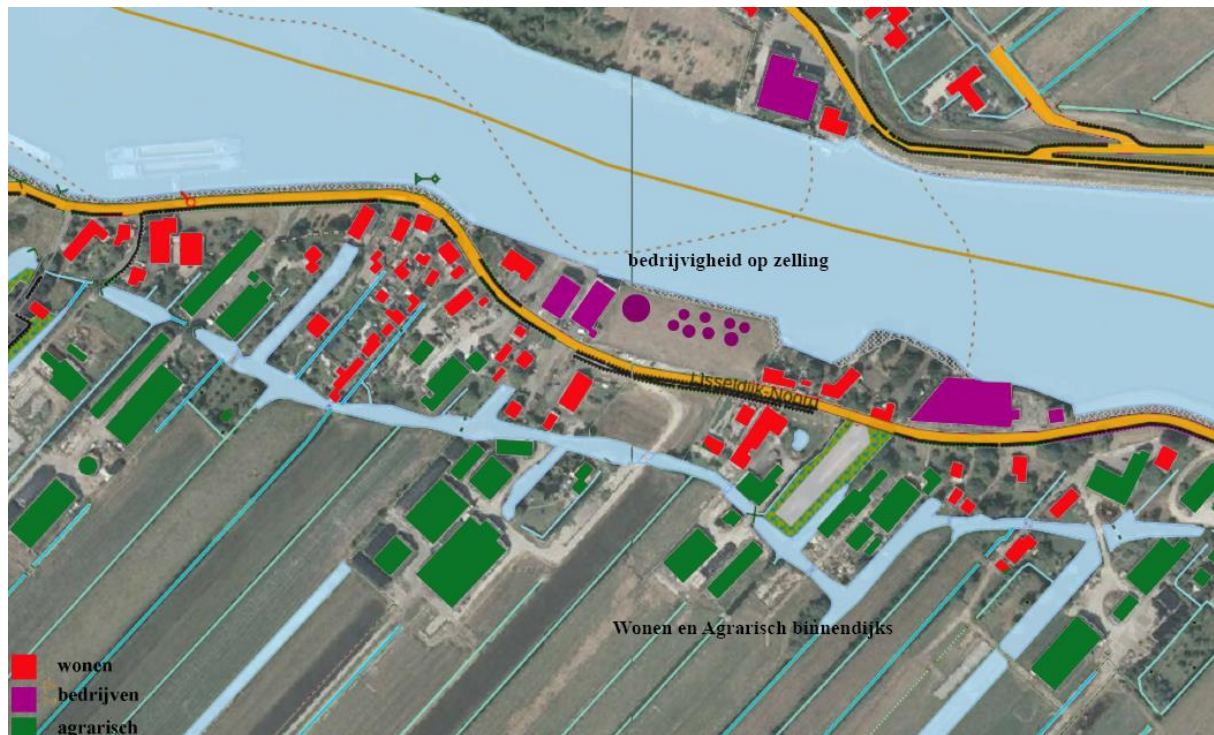 bedrijvigheid op zelling
IJsseldijk-Noord
Wonen en Agrarisch binnendijks
wonen
bedrijven
agrarisch